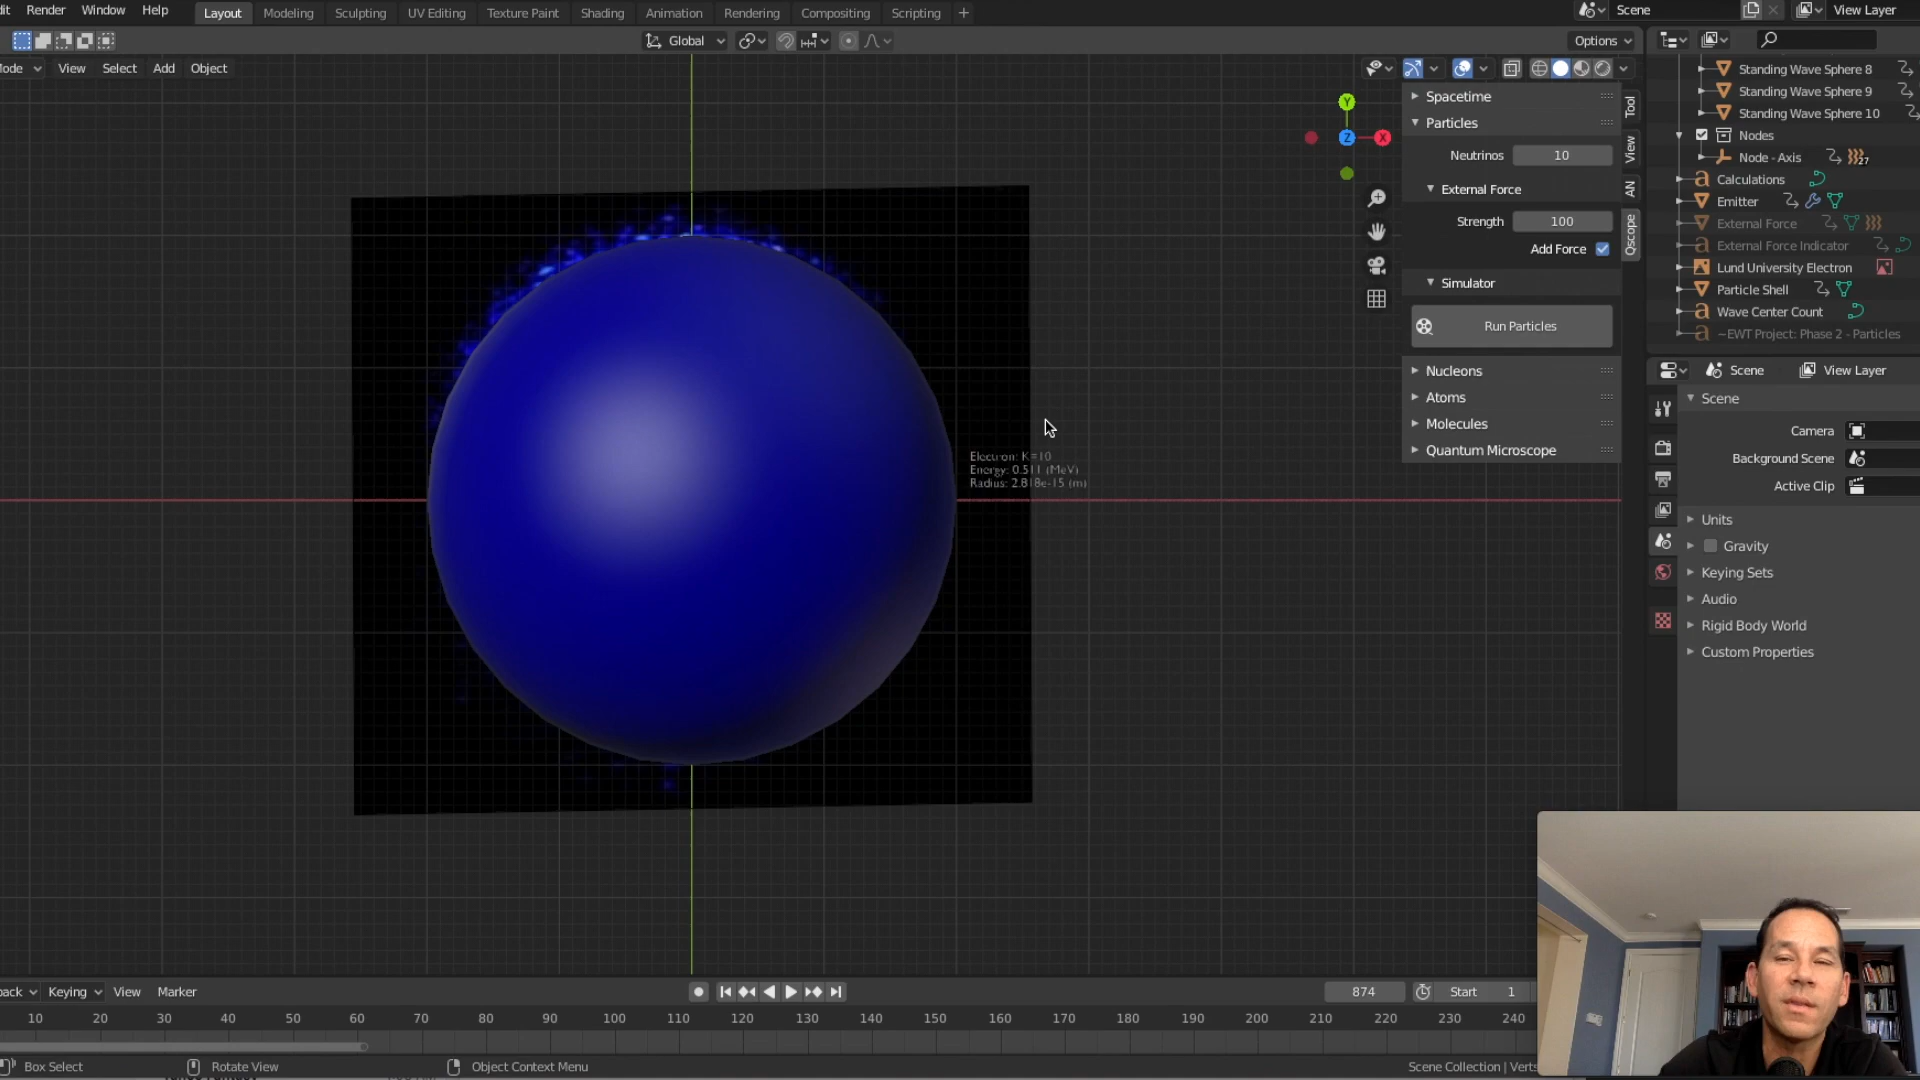 dit Render Window Help
Layout Modeling Sculpting UV Editing Texture Paint Shading Animation Rendering Compositing Scripting +
Scene
View Layer
Global
Options
Mode View Select Add Object
Spacetime
Particles
Neutrinos 10
External Force
Strength 100
Add Force
Simulator
Run Particles
Nucleons
Atoms
Molecules
Quantum Microscope
Tool
View
AN
Qscope
Y
Z
X
Electron: K=10
Energy: 0.511 (MeV)
Radius: 2.818e-15 (m)
Standing Wave Sphere 8
Standing Wave Sphere 9
Standing Wave Sphere 10
Nodes
Node - Axis 27
Calculations
Emitter
External Force
External Force Indicator
Lund University Electron
Particle Shell
Wave Center Count
~EWT Project: Phase 2 - Particles
Scene View Layer
Scene
Camera
Background Scene
Active Clip
Units
Gravity
Keying Sets
Audio
Rigid Body World
Custom Properties
back Keying View Marker
874 Start 1
10 20 30 40 50 60 70 80 90 100 110 120 130 140 150 160 170 180 190 200 210 220 230 240
Box Select Rotate View Object Context Menu
Scene Collection | Verts